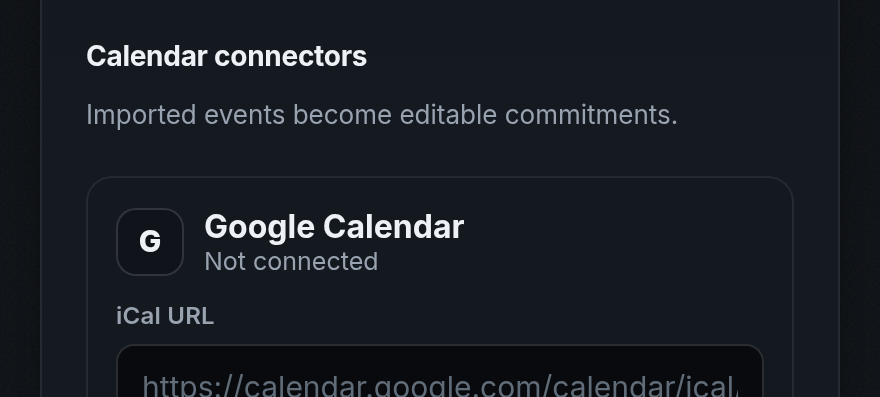 Calendar connectors
Imported events become editable commitments.
G
Google Calendar
Not connected
iCal URL
https://calendar.google.com/calendar/ical/